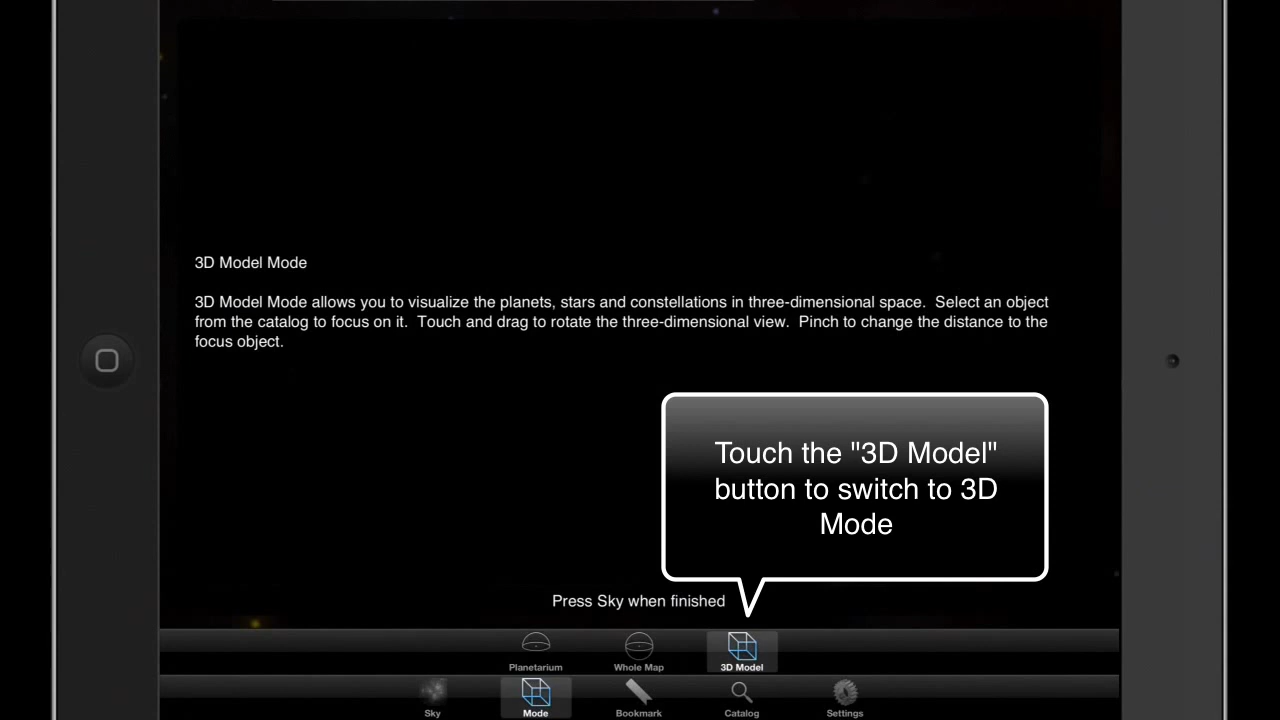 3D Model Mode
3D Model Mode allows you to visualize the planets, stars and constellations in three-dimensional space.  Select an object
from the catalog to focus on it.  Touch and drag to rotate the three-dimensional view.  Pinch to change the distance to the
focus object.
Touch the "3D Model"
button to switch to 3D
Mode
Press Sky when finished
Planetarium
Whole Map
3D Model
Sky
Mode
Bookmark
Catalog
Settings